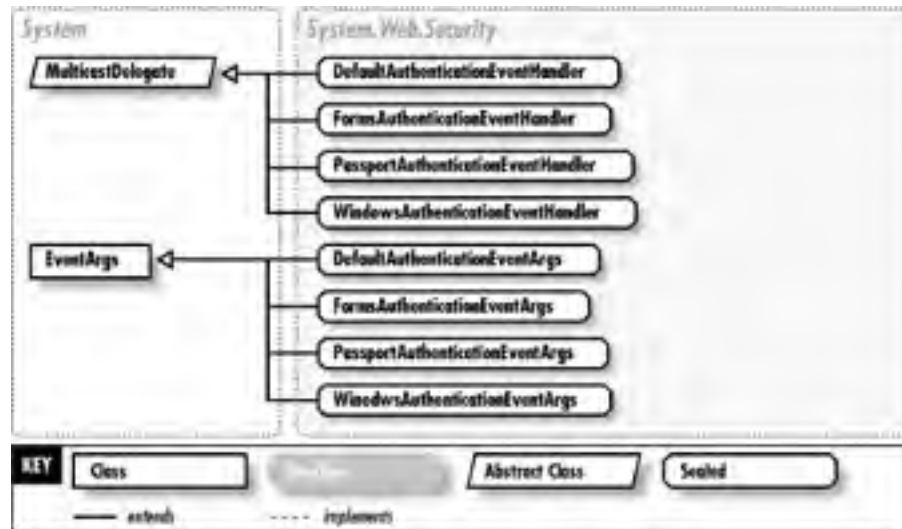 System
System.Web.Security
MulticastDelegate
DefaultAuthenticationEventHandler
FormsAuthenticationEventHandler
PassportAuthenticationEventHandler
WindowsAuthenticationEventHandler
EventArgs
DefaultAuthenticationEventArgs
FormsAuthenticationEventArgs
PassportAuthenticationEventArgs
WinodwsAuthenticationEventArgs
KEY
Class
Abstract Class
Sealed
extends
implements